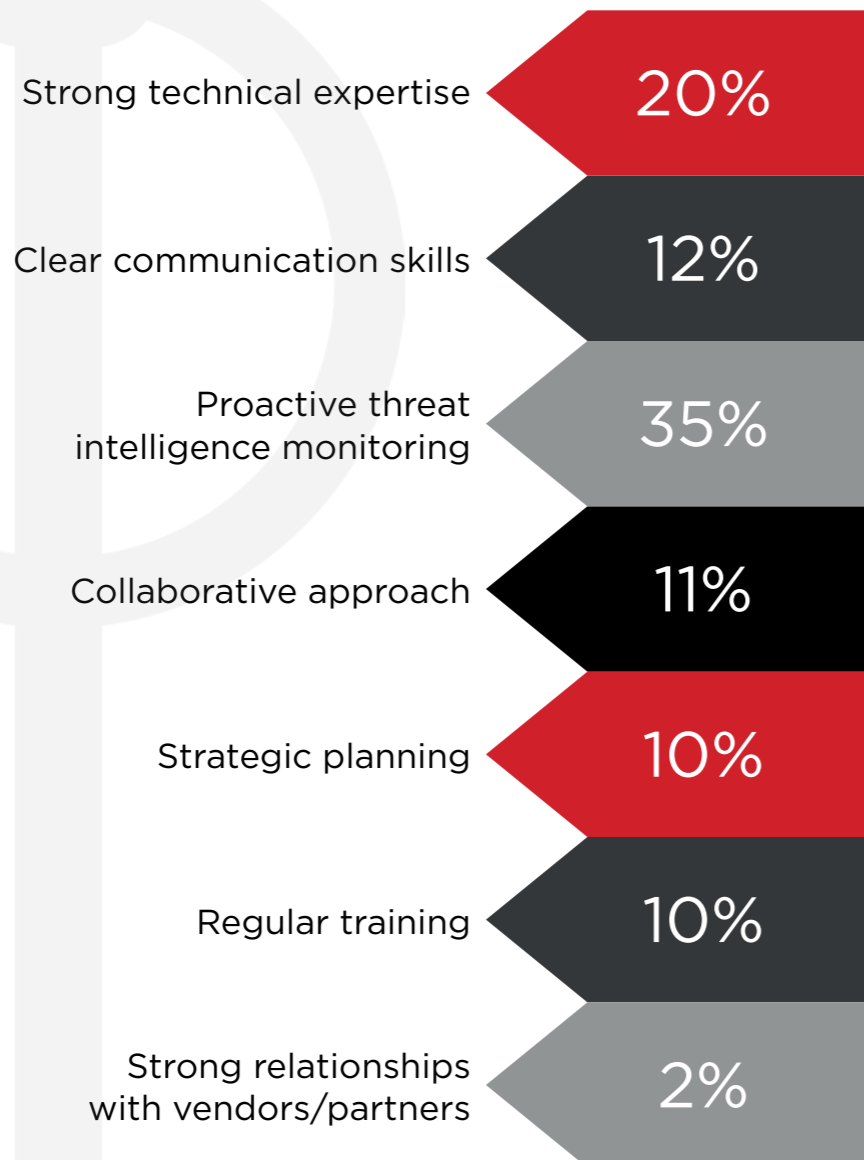 Strong technical expertise
20%
Clear communication skills
12%
Proactive threat
intelligence monitoring
35%
Collaborative approach
11%
Strategic planning
10%
Regular training
10%
Strong relationships
with vendors/partners
2%